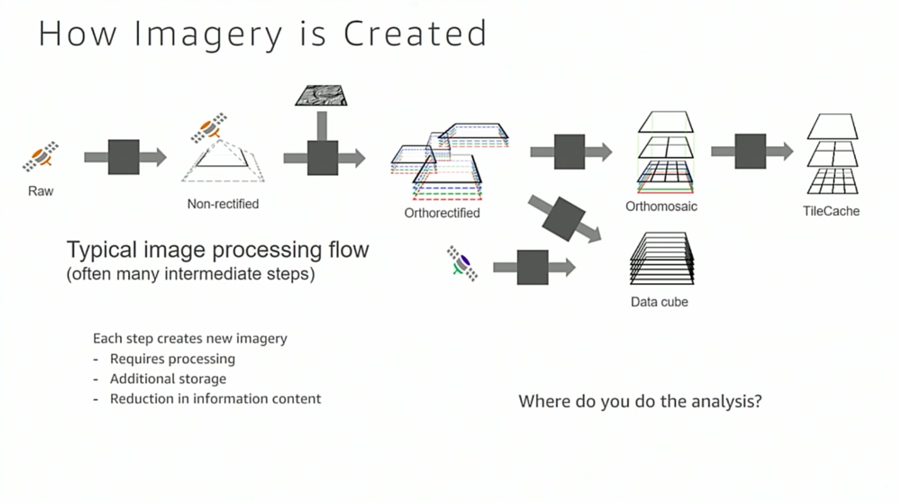 How Imagery is Created
Raw
Non-rectified
Orthorectified
Orthomosaic
TileCache
Data cube
Typical image processing flow
(often many intermediate steps)
Each step creates new imagery
- Requires processing
- Additional storage
- Reduction in information content
Where do you do the analysis?